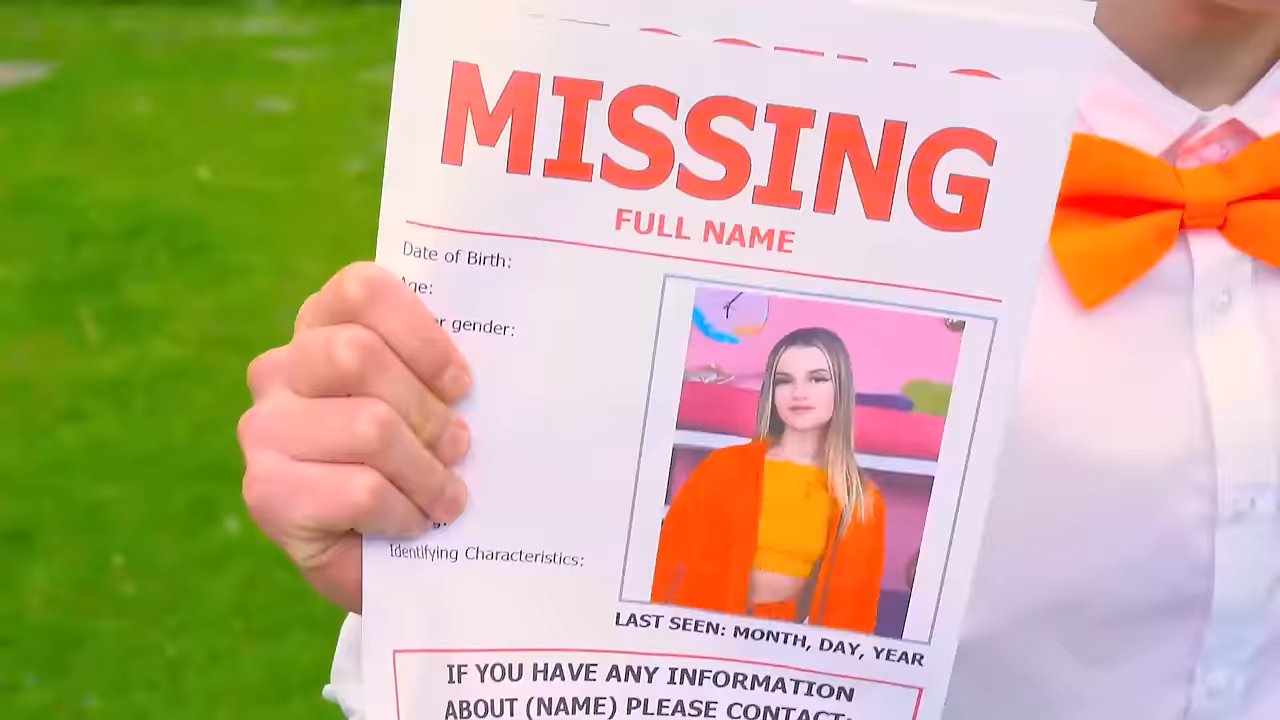 MISSING
FULL NAME
Date of Birth:
gender:
Identifying Characteristics:
LAST SEEN: MONTH, DAY, YEAR
IF YOU HAVE ANY INFORMATION
ABOUT (NAME) PLEASE CONTACT: